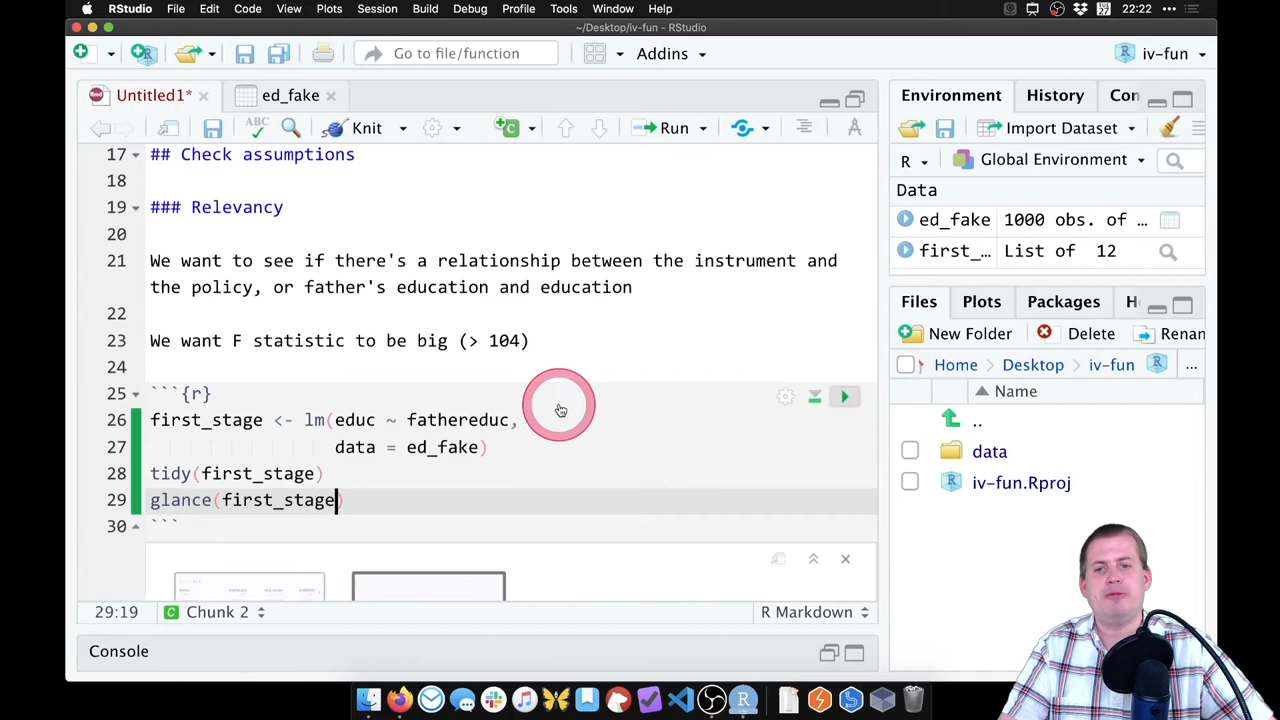 RStudio File Edit Code View Plots Session Build Debug Profile Tools Window Help 22:22
~/Desktop/iv-fun - RStudio
Go to file/function Addins iv-fun
Untitled1* ed_fake
ABC Knit Run
17 ## Check assumptions
18
19 ### Relevancy
20
21 We want to see if there's a relationship between the instrument and
the policy, or father's education and education
22
23 We want F statistic to be big (> 104)
24
25 ```{r}
26 first_stage <- lm(educ ~ fathereduc,
27 data = ed_fake)
28 tidy(first_stage)
29 glance(first_stage)
30 ```
29:19 C Chunk 2 R Markdown
Console
Environment History Con
Import Dataset
R Global Environment
Data
ed_fake 1000 obs. of …
first_… List of 12
Files Plots Packages H
New Folder Delete Renan
Home Desktop iv-fun R ...
Name
..
data
iv-fun.Rproj